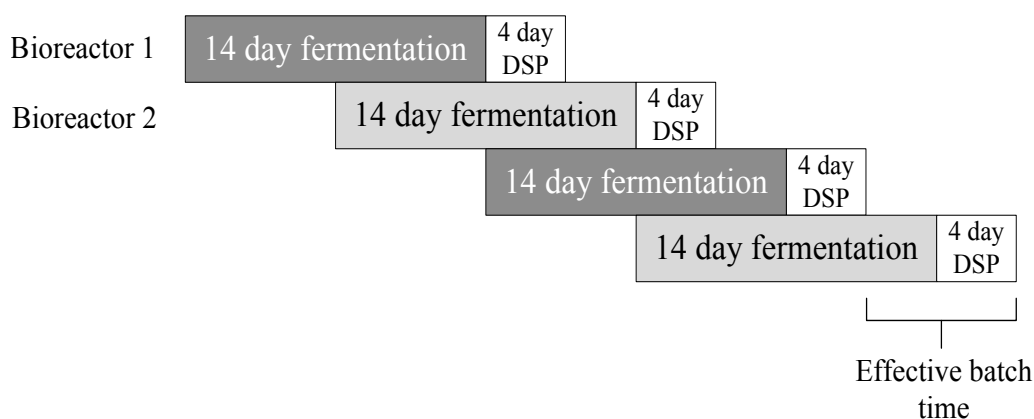 Bioreactor 1
14 day fermentation
4 day
DSP
Bioreactor 2
14 day fermentation
4 day
DSP
14 day fermentation
4 day
DSP
14 day fermentation
4 day
DSP
Effective batch
time